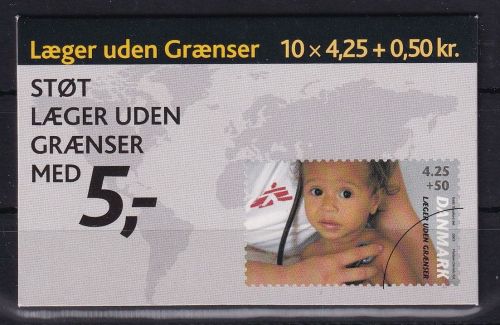 Læger uden Grænser 10 x 4,25 + 0,50 kr.
STØT
LÆGER UDEN
GRÆNSER
MED 5,-
4.25
+50
DANMARK
LÆGER UDEN GRÆNSER